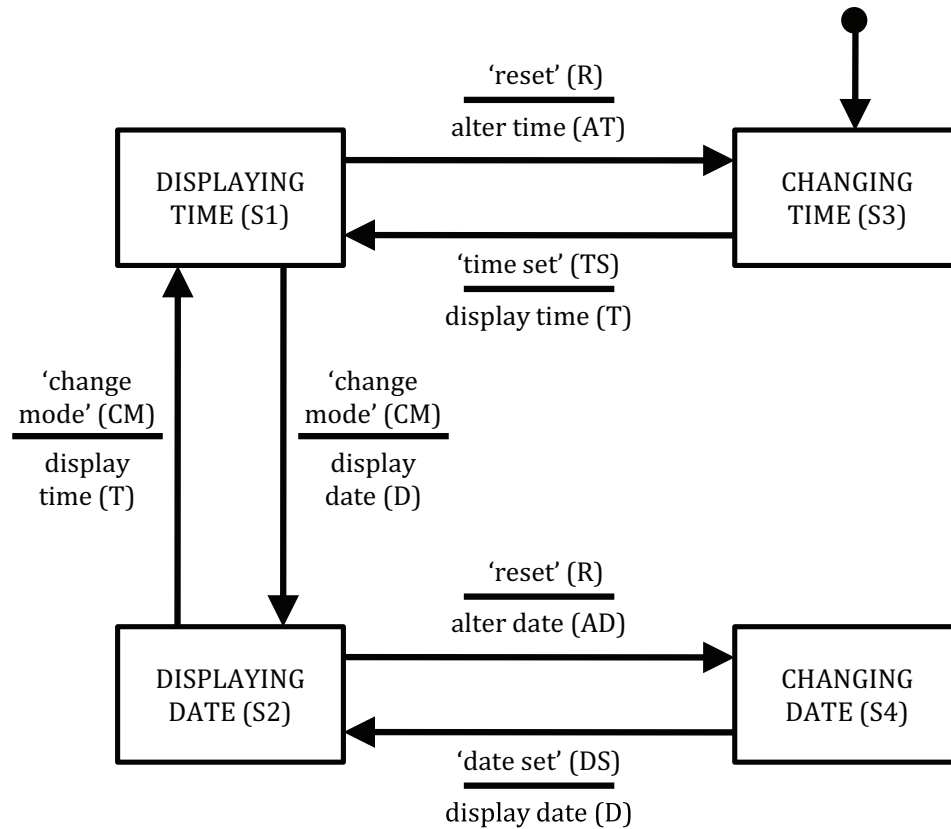 ‘reset’ (R)
alter time (AT)
DISPLAYING
TIME (S1)
CHANGING
TIME (S3)
‘time set’ (TS)
display time (T)
‘change
mode’ (CM)
display
time (T)
‘change
mode’ (CM)
display
date (D)
‘reset’ (R)
alter date (AD)
DISPLAYING
DATE (S2)
CHANGING
DATE (S4)
‘date set’ (DS)
display date (D)